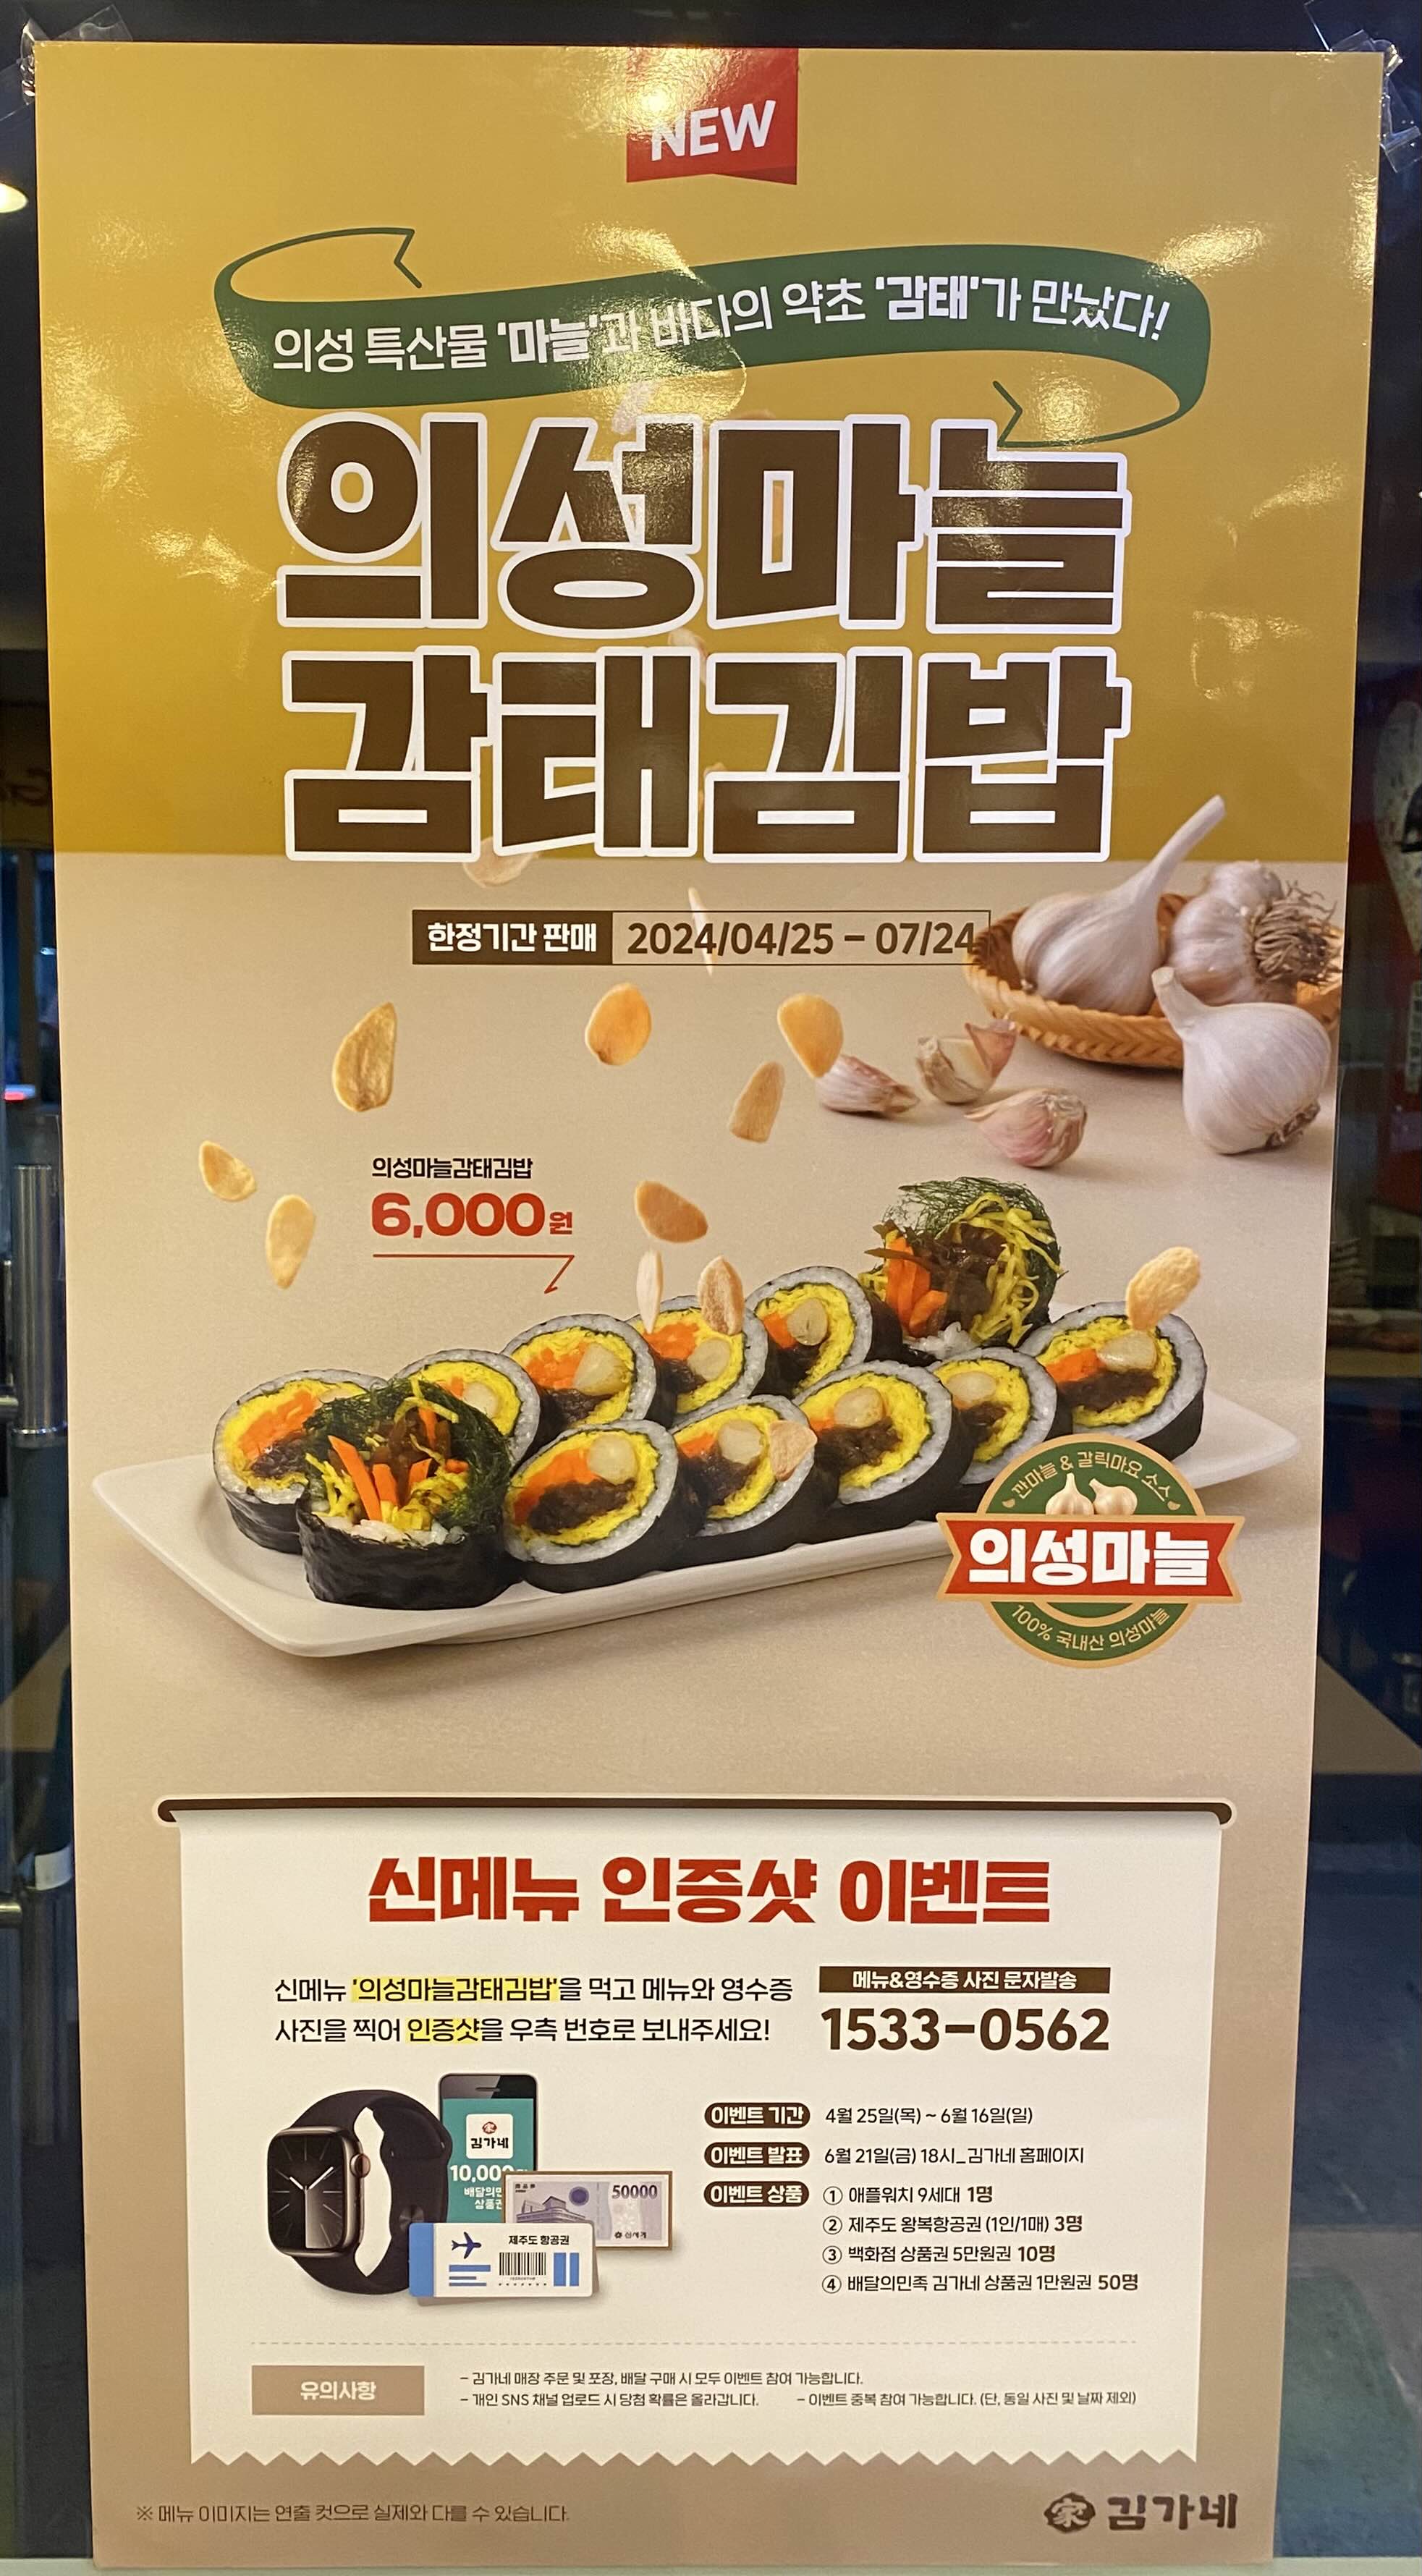 NEW
의성 특산물 '마늘'과 바다의 약초 '감태'가 만났다!
의성마늘
감태김밥
한정기간 판매 2024/04/25 - 07/24
의성마늘감태김밥
6,000원
깐마늘 & 갈릭마요 소스
의성마늘
100% 국내산 의성마늘
신메뉴 인증샷 이벤트
신메뉴 '의성마늘감태김밥'을 먹고 메뉴와 영수증
사진을 찍어 인증샷을 우측 번호로 보내주세요!
메뉴&영수증 사진 문자발송
1533-0562
김가네
10,000
배달의민
상품권
50000
신세계
제주도 항공권
이벤트 기간 4월 25일(목) ~ 6월 16일(일)
이벤트 발표 6월 21일(금) 18시_김가네 홈페이지
이벤트 상품 ① 애플워치 9세대 1명
② 제주도 왕복항공권 (1인/1매) 3명
③ 백화점 상품권 5만원권 10명
④ 배달의민족 김가네 상품권 1만원권 50명
유의사항
- 김가네 매장 주문 및 포장, 배달 구매 시 모두 이벤트 참여 가능합니다.
- 개인 SNS 채널 업로드 시 당첨 확률은 올라갑니다. - 이벤트 중복 참여 가능합니다. (단, 동일 사진 및 날짜 제외)
※ 메뉴 이미지는 연출 컷으로 실제와 다를 수 있습니다.
家 김가네